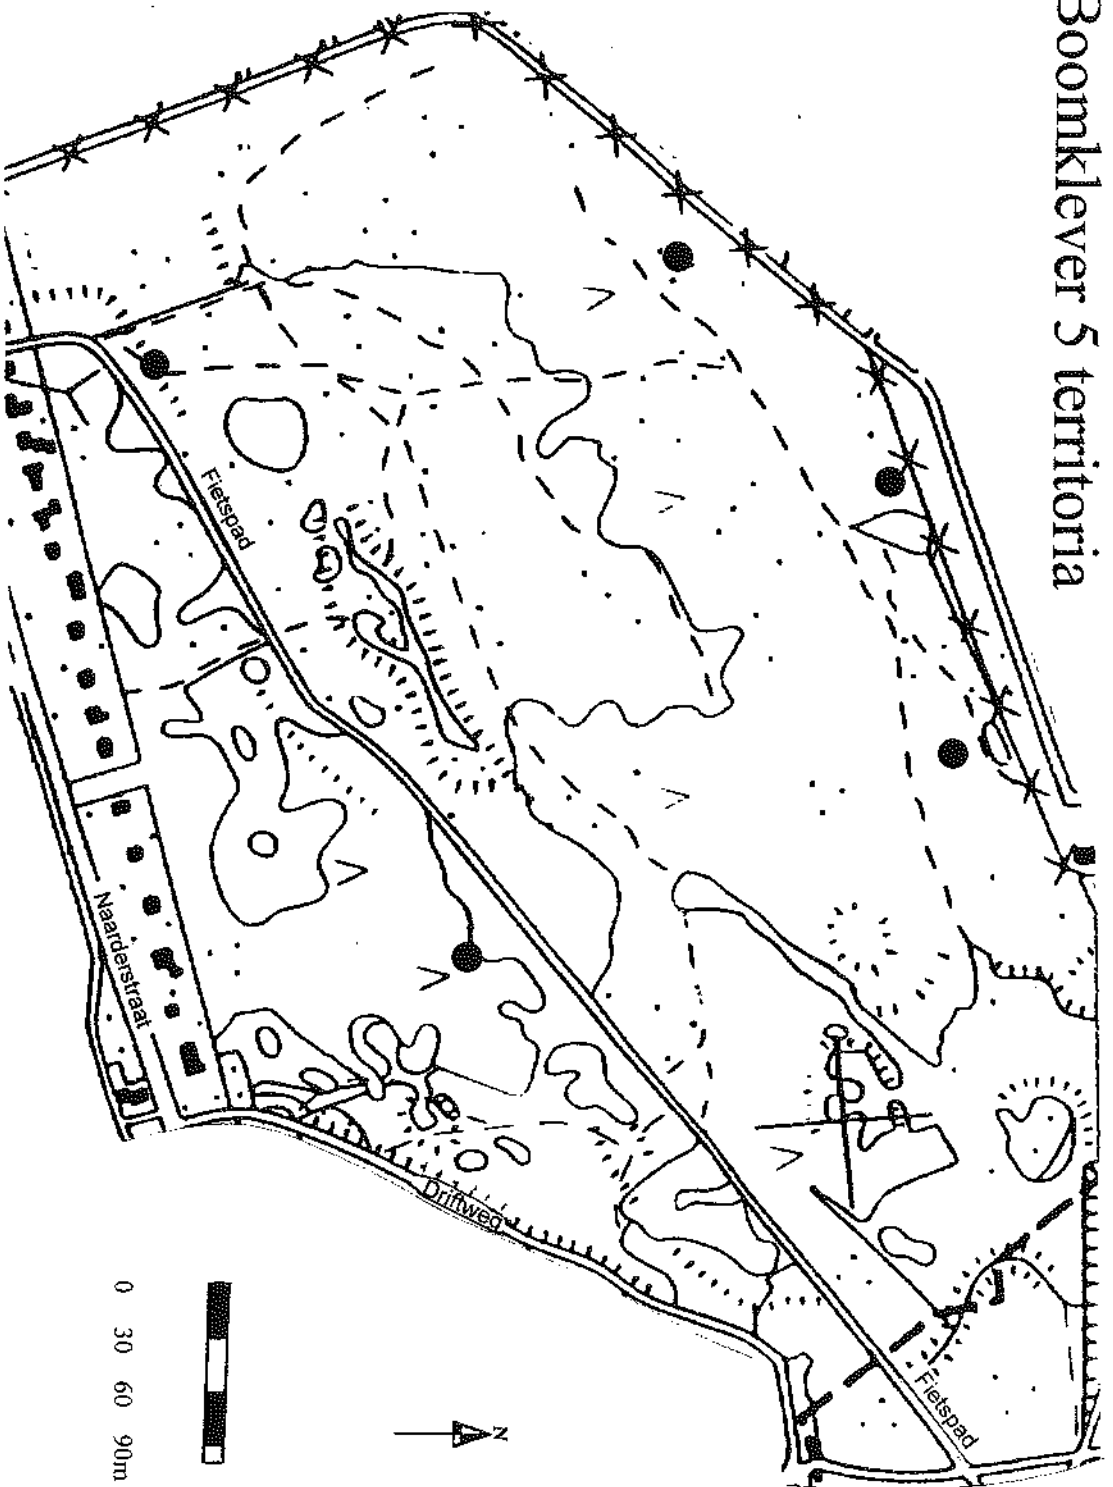 Boomklever 5 territoria
Fietspad
Naarderstraat
Driftweg
Fietspad
N
0 30 60 90m